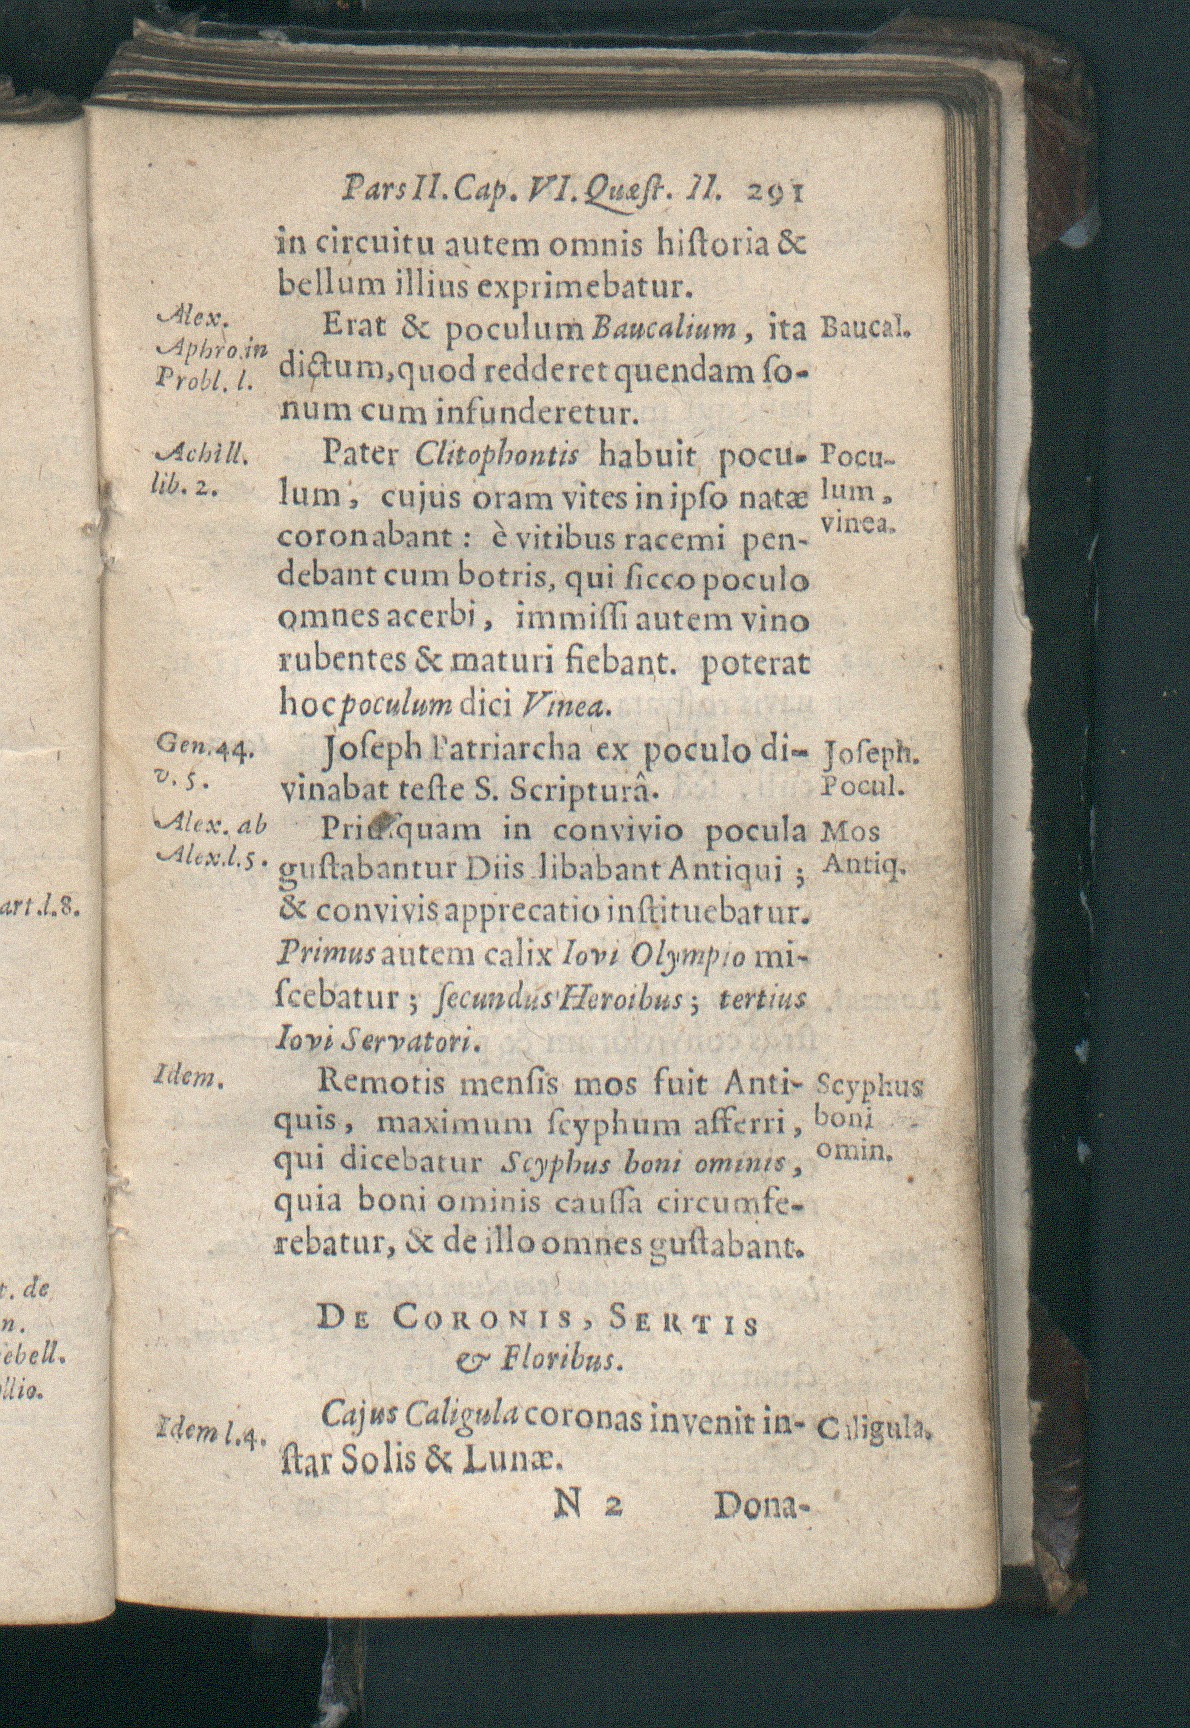 Pars II. Cap. VI. Quæſt. II. 291
in circuitu autem omnis hiſtoria &
bellum illius exprimebatur.
Alex.
Aphro. in
Probl. l.
Erat & poculum Baucalium, ita
dictum, quod redderet quendam ſo-
num cum infunderetur.
Baucal.
Achill.
lib. 2.
Pater Clitophontis habuit pocu-
lum, cujus oram vites in ipſo natæ
coronabant: è vitibus racemi pen-
debant cum botris, qui ſicco poculo
omnes acerbi, immiſſi autem vino
rubentes & maturi fiebant. poterat
hoc poculum dici Vinea.
Pocu-
lum,
vinea.
Gen. 44.
v. 5.
Joſeph Patriarcha ex poculo di-
vinabat teſte S. Scripturâ.
Joſeph.
Pocul.
Alex. ab
Alex. l. 5.
Priuſquam in convivio pocula
guſtabantur Diis libabant Antiqui;
& convivis apprecatio inſtituebatur.
Primus autem calix Iovi Olympio mi-
ſcebatur; ſecundus Heroibus; tertius
Iovi Servatori.
Mos
Antiq.
Idem.
Remotis menſis mos fuit Anti-
quis, maximum ſcyphum afferri,
qui dicebatur Scyphus boni ominis,
quia boni ominis cauſſa circumfe-
rebatur, & de illo omnes guſtabant.
Scyphus
boni
omin.
DE CORONIS, SERTIS
& Floribus.
Idem l. 4.
Cajus Caligula coronas invenit in-
ſtar Solis & Lunæ.
Caligula.
N 2 Dona-
art. l. 8.
t. de
n.
ebell.
llio.